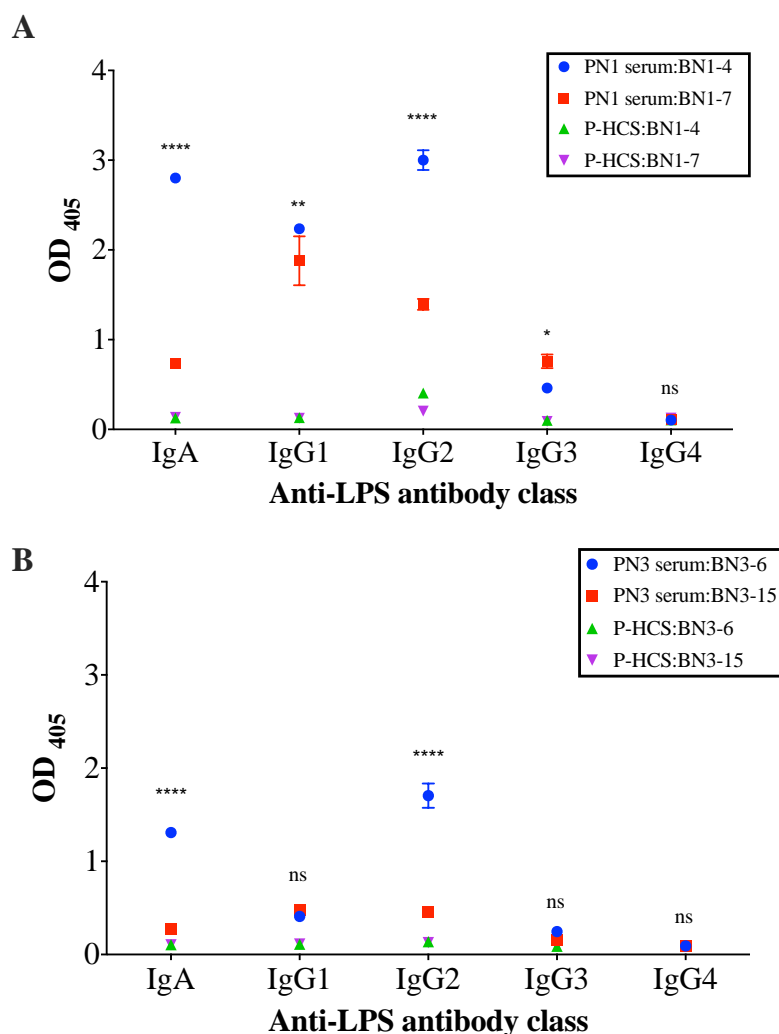 A
PN1 serum:BN1-4
PN1 serum:BN1-7
P-HCS:BN1-4
P-HCS:BN1-7
4
3
2
1
0
OD 405
****
**
****
*
ns
IgA IgG1 IgG2 IgG3 IgG4
Anti-LPS antibody class
B
PN3 serum:BN3-6
PN3 serum:BN3-15
P-HCS:BN3-6
P-HCS:BN3-15
4
3
2
1
0
OD 405
****
ns
****
ns
ns
IgA IgG1 IgG2 IgG3 IgG4
Anti-LPS antibody class